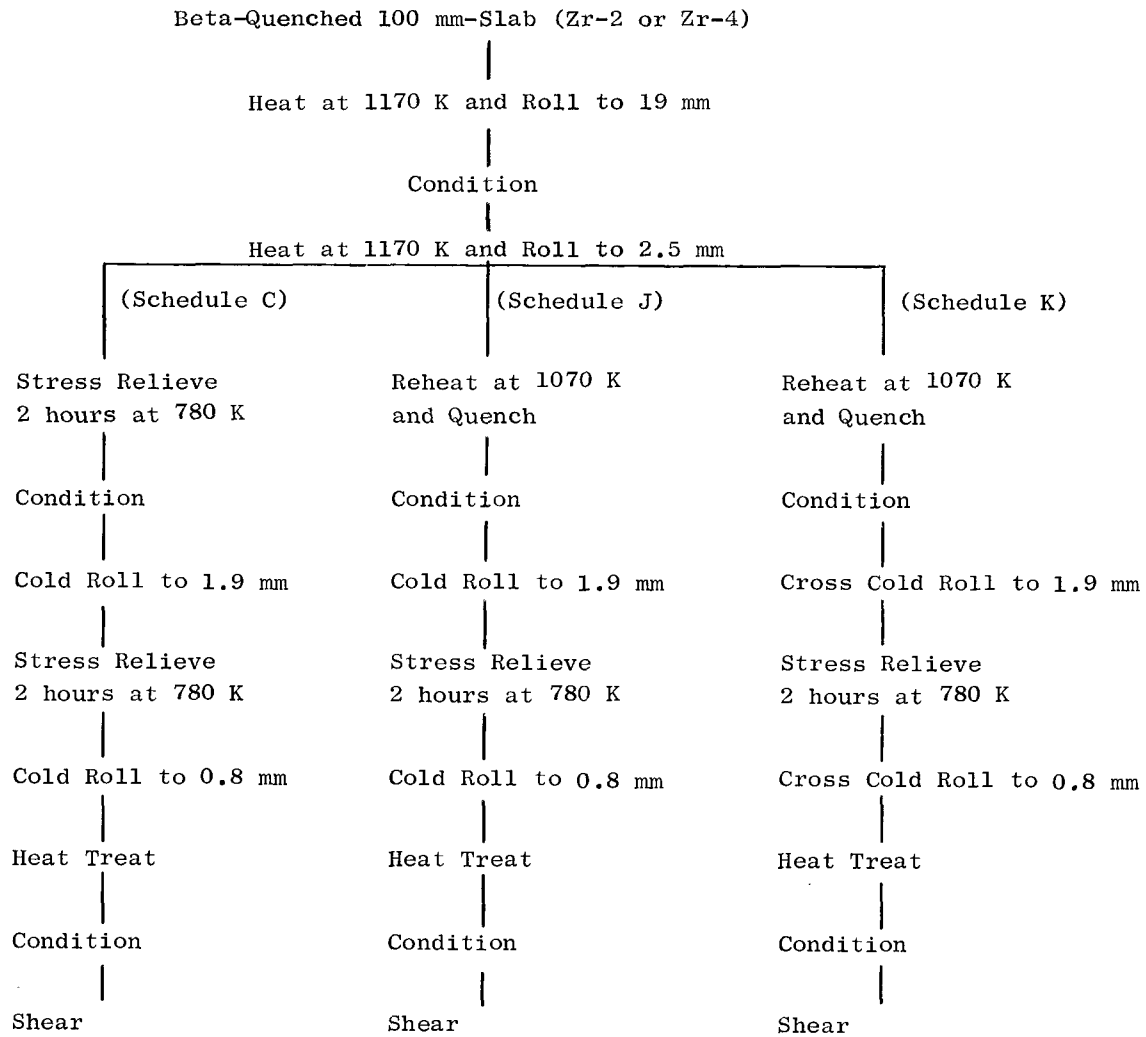 Beta-Quenched 100 mm-Slab (Zr-2 or Zr-4)
Heat at 1170 K and Roll to 19 mm
Condition
Heat at 1170 K and Roll to 2.5 mm
(Schedule C)
Stress Relieve
2 hours at 780 K
Condition
Cold Roll to 1.9 mm
Stress Relieve
2 hours at 780 K
Cold Roll to 0.8 mm
Heat Treat
Condition
Shear
(Schedule J)
Reheat at 1070 K
and Quench
Condition
Cold Roll to 1.9 mm
Stress Relieve
2 hours at 780 K
Cold Roll to 0.8 mm
Heat Treat
Condition
Shear
(Schedule K)
Reheat at 1070 K
and Quench
Condition
Cross Cold Roll to 1.9 mm
Stress Relieve
2 hours at 780 K
Cross Cold Roll to 0.8 mm
Heat Treat
Condition
Shear